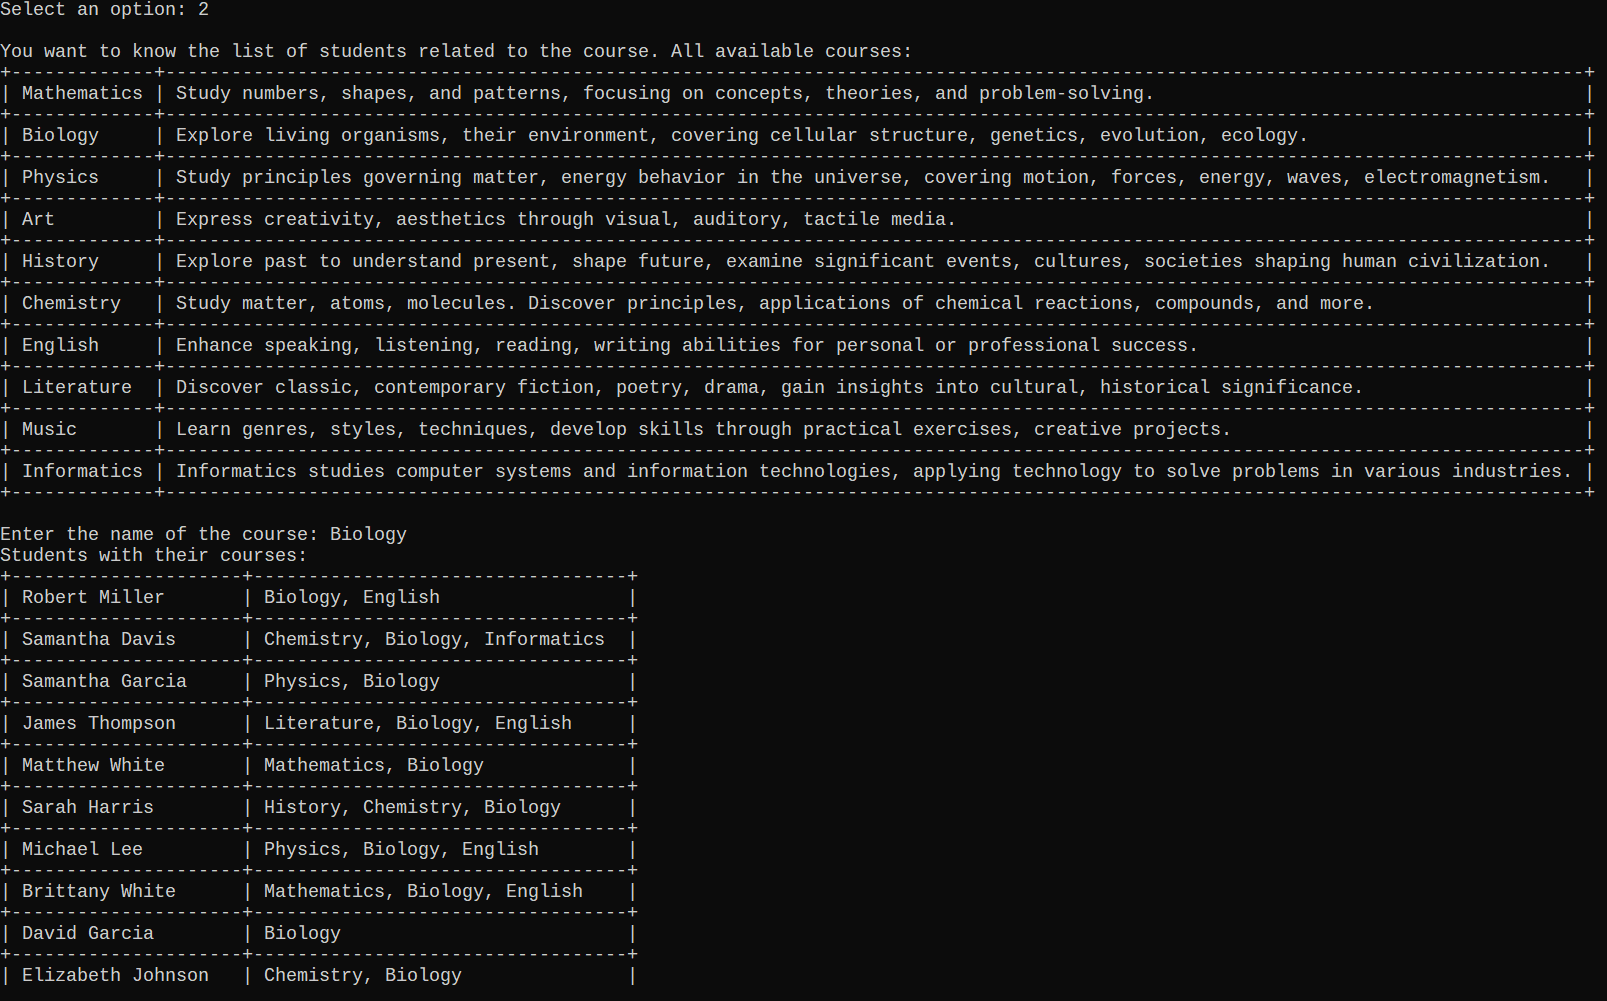 Select an option: 2
You want to know the list of students related to the course. All available courses:
+------------+---------------------------------------------------------------------------------------------------------------------------------+
| Mathematics | Study numbers, shapes, and patterns, focusing on concepts, theories, and problem-solving. |
| Biology | Explore living organisms, their environment, covering cellular structure, genetics, evolution, ecology. |
| Physics | Study principles governing matter, energy behavior in the universe, covering motion, forces, energy, waves, electromagnetism. |
| Art | Express creativity, aesthetics through visual, auditory, tactile media. |
| History | Explore past to understand present, shape future, examine significant events, cultures, societies shaping human civilization. |
| Chemistry | Study matter, atoms, molecules. Discover principles, applications of chemical reactions, compounds, and more. |
| English | Enhance speaking, listening, reading, writing abilities for personal or professional success. |
| Literature | Discover classic, contemporary fiction, poetry, drama, gain insights into cultural, historical significance. |
| Music | Learn genres, styles, techniques, develop skills through practical exercises, creative projects. |
| Informatics | Informatics studies computer systems and information technologies, applying technology to solve problems in various industries. |
Enter the name of the course: Biology
Students with their courses:
| Robert Miller | Biology, English |
| Samantha Davis | Chemistry, Biology, Informatics |
| Samantha Garcia | Physics, Biology |
| James Thompson | Literature, Biology, English |
| Matthew White | Mathematics, Biology |
| Sarah Harris | History, Chemistry, Biology |
| Michael Lee | Physics, Biology, English |
| Brittany White | Mathematics, Biology, English |
| David Garcia | Biology |
| Elizabeth Johnson | Chemistry, Biology |